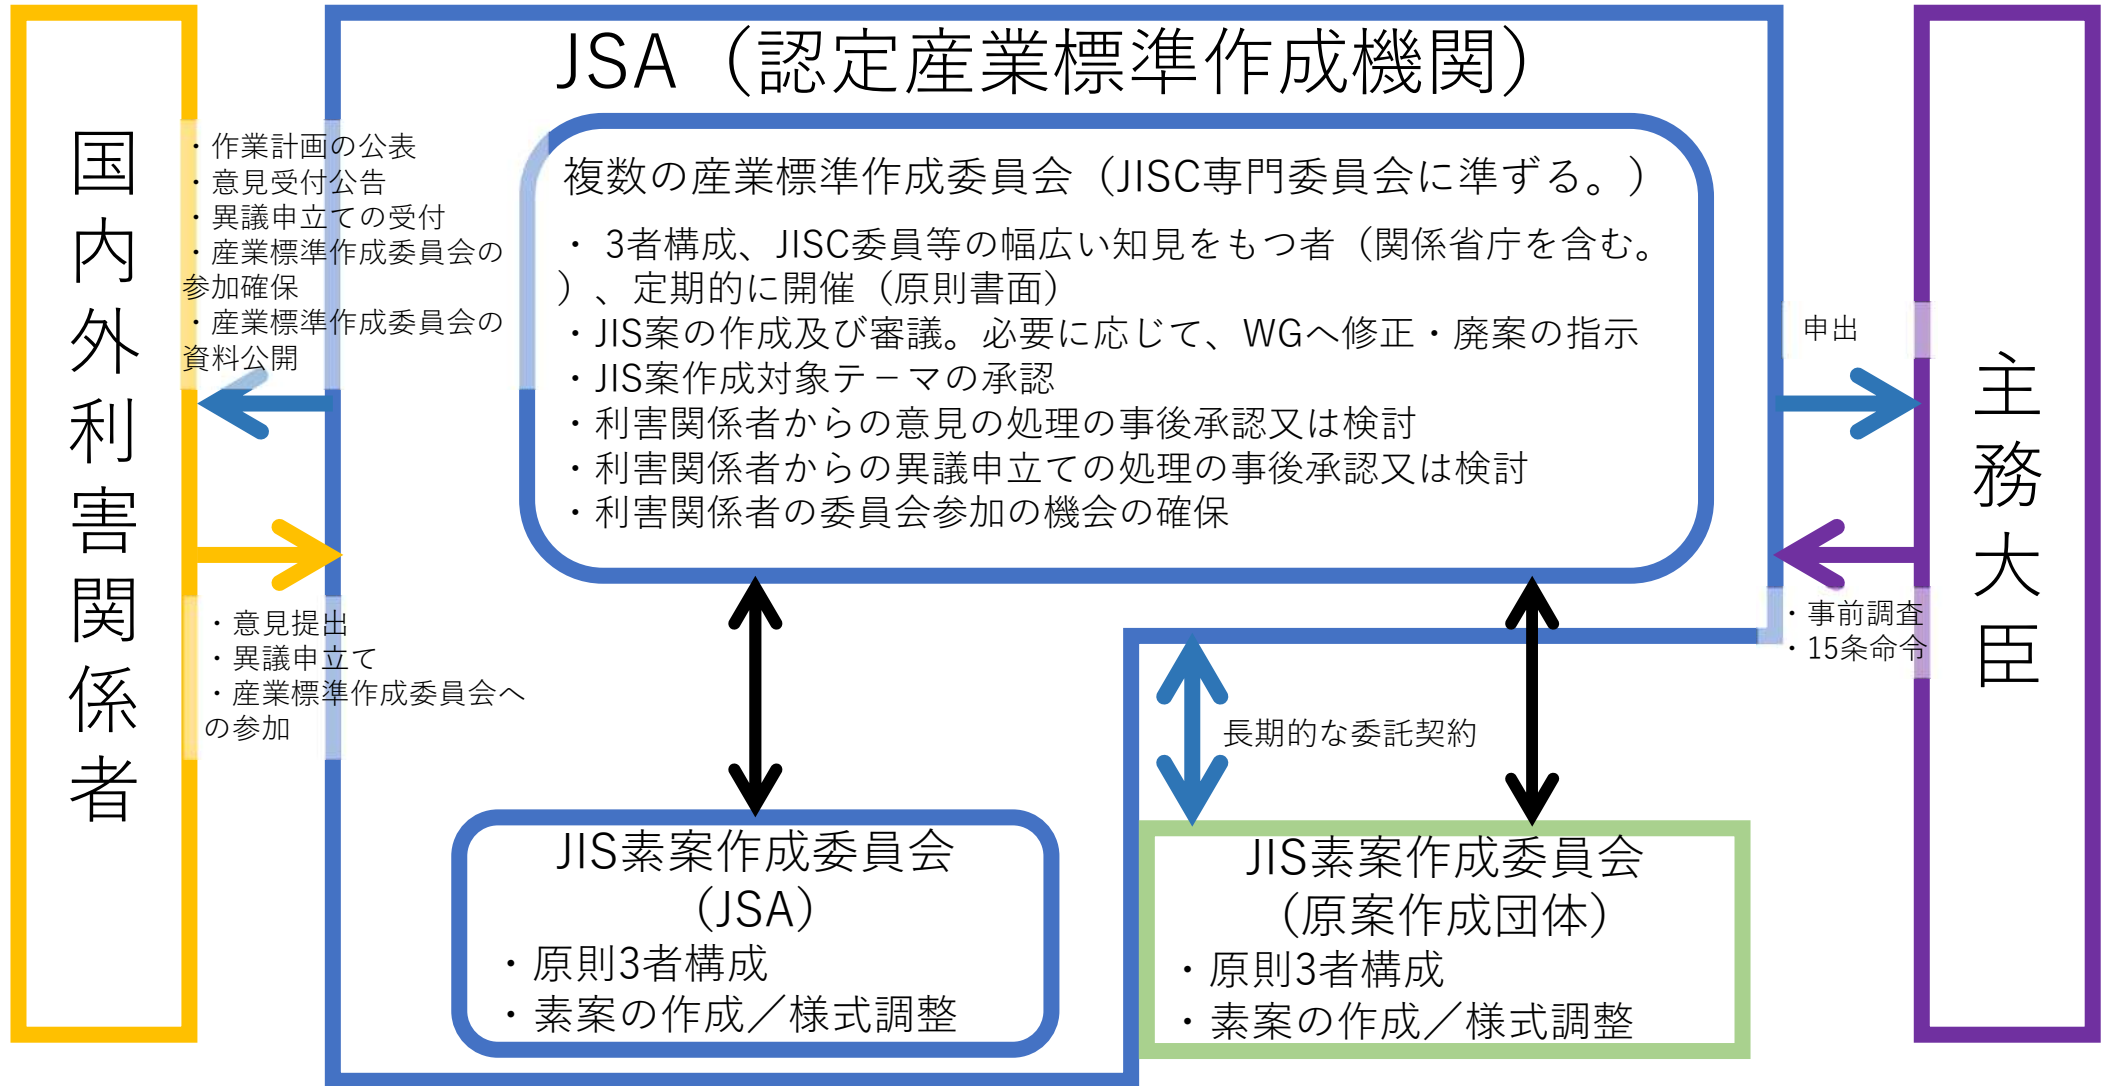 JSA（認定産業標準作成機関）
国内外利害関係者
・作業計画の公表
・意見受付公告
・異議申立ての受付
・産業標準作成委員会の
参加確保
・産業標準作成委員会の
資料公開
・意見提出
・異議申立て
・産業標準作成委員会へ
の参加
複数の産業標準作成委員会（JISC専門委員会に準ずる。）
・ 3者構成、JISC委員等の幅広い知見をもつ者（関係省庁を含む。
）、定期的に開催（原則書面）
・JIS案の作成及び審議。必要に応じて、WGへ修正・廃案の指示
・JIS案作成対象テ－マの承認
・利害関係者からの意見の処理の事後承認又は検討
・利害関係者からの異議申立ての処理の事後承認又は検討
・利害関係者の委員会参加の機会の確保
申出
・事前調査
・15条命令
主務大臣
長期的な委託契約
JIS素案作成委員会
（JSA）
・原則3者構成
・素案の作成／様式調整
JIS素案作成委員会
（原案作成団体）
・原則3者構成
・素案の作成／様式調整